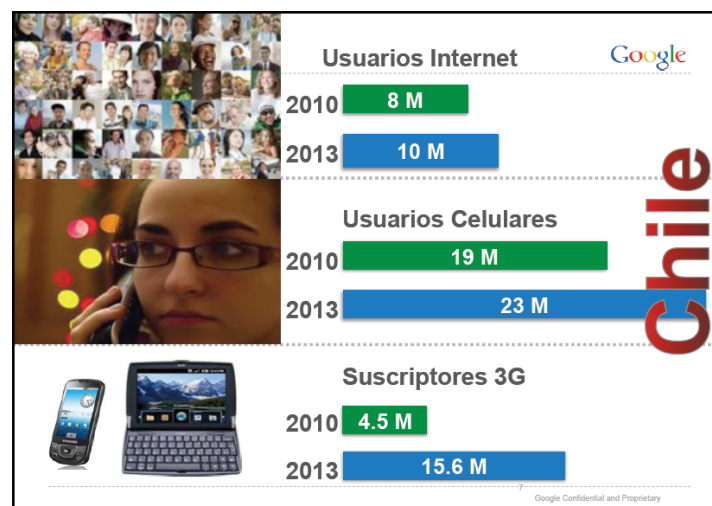 Usuarios Internet
Google
2010 8 M
2013 10 M
Chile
Usuarios Celulares
2010 19 M
2013 23 M
Suscriptores 3G
2010 4.5 M
2013 15.6 M
7
Google Confidential and Proprietary